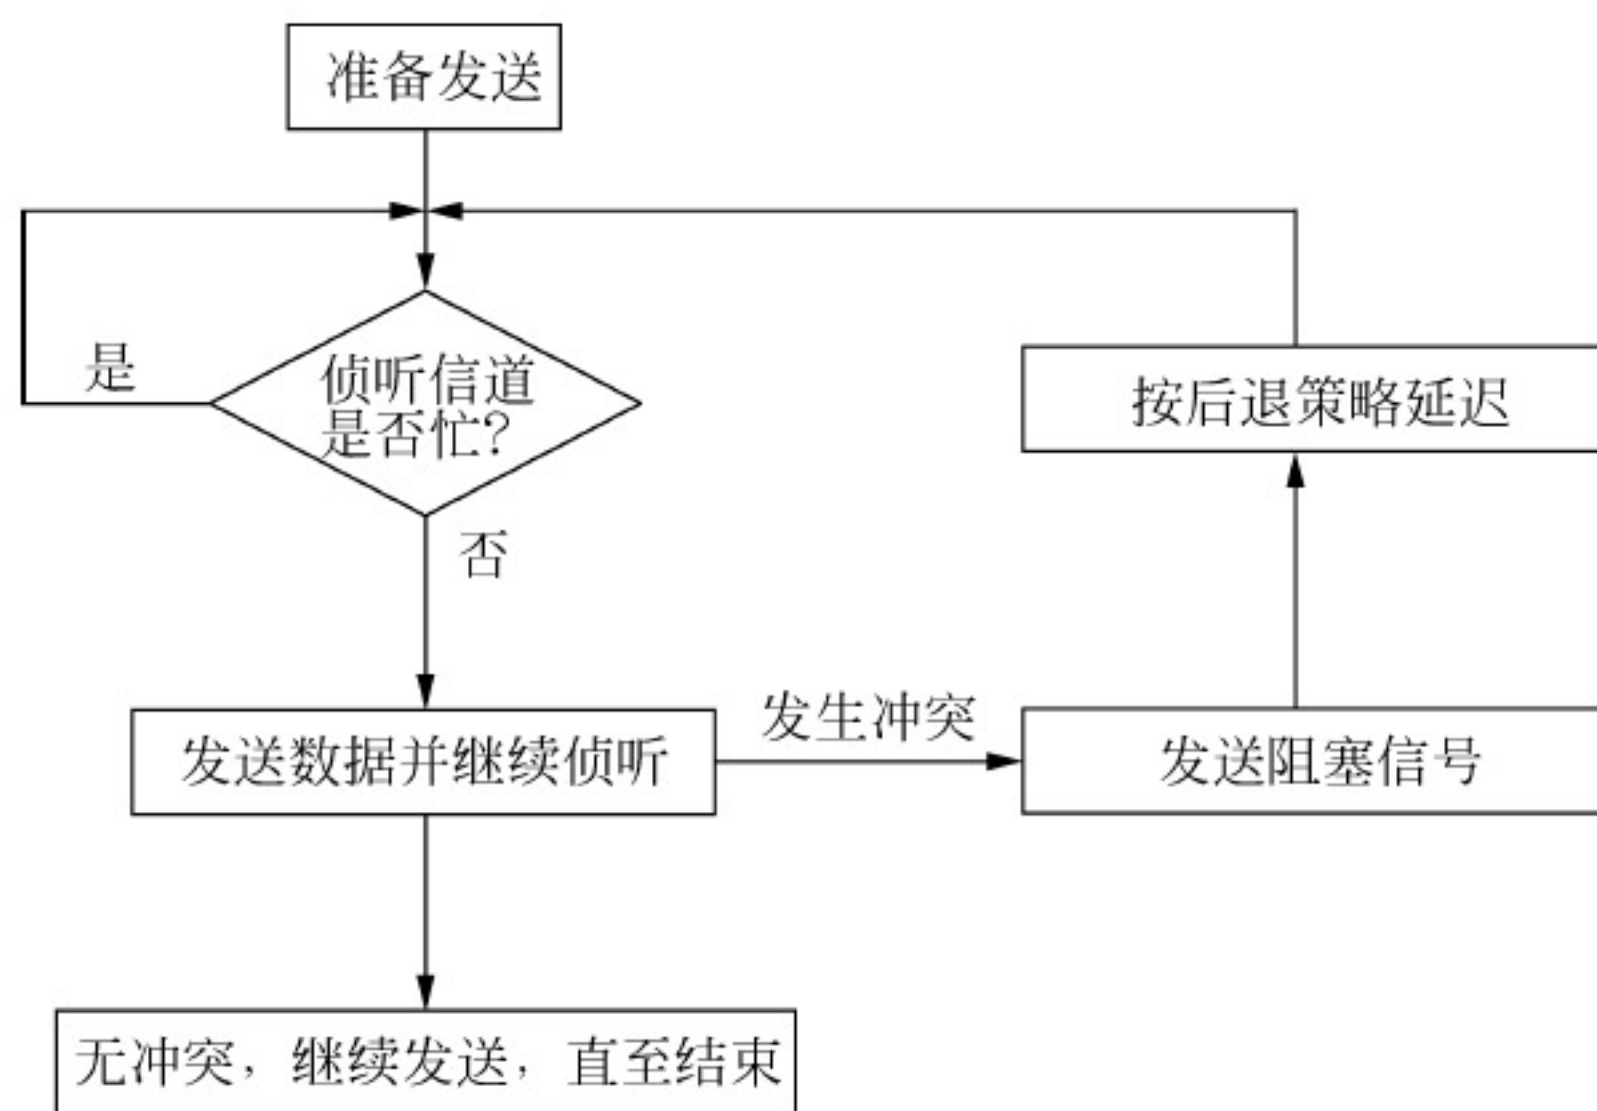 准备发送
是
侦听信道
是否忙?
按后退策略延迟
否
发送数据并继续侦听
发生冲突
发送阻塞信号
无冲突，继续发送，直至结束